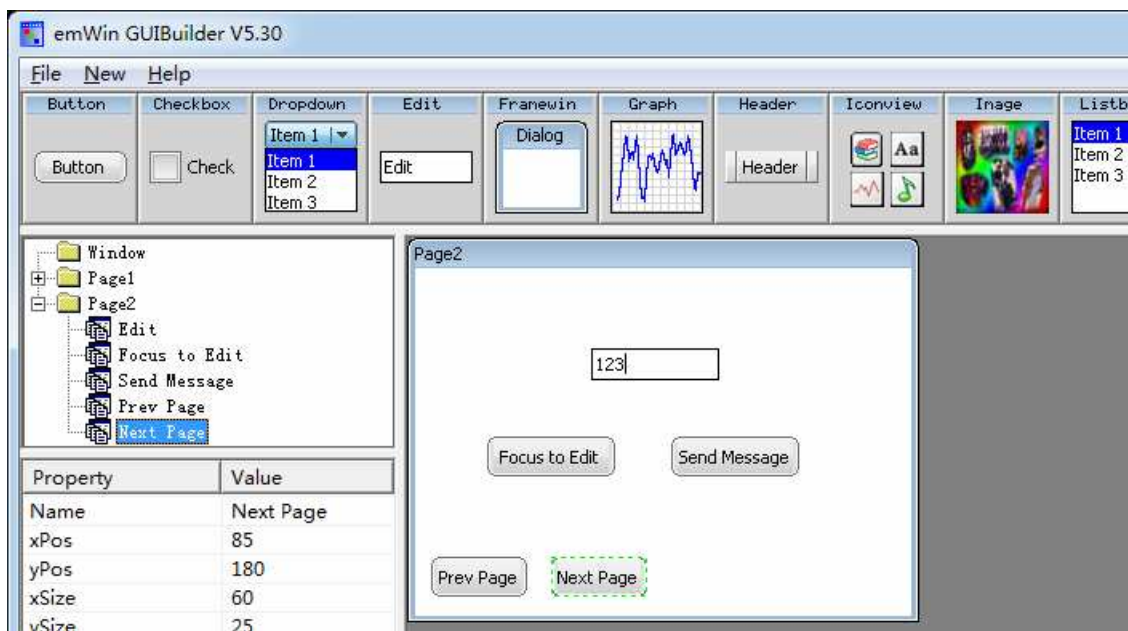 emWin GUIBuilder V5.30
File New Help
Button Checkbox Dropdown Edit Framewin Graph Header Iconview Image Listb
Button Check Item 1 Edit Dialog Header Aa Item 1
Item 1 Item 2
Item 2 Item 3
Item 3
Window
Page1
Page2
Edit
Focus to Edit
Send Message
Prev Page
Next Page
Property Value
Name Next Page
xPos 85
yPos 180
xSize 60
ySize 25
Page2
123
Focus to Edit Send Message
Prev Page Next Page